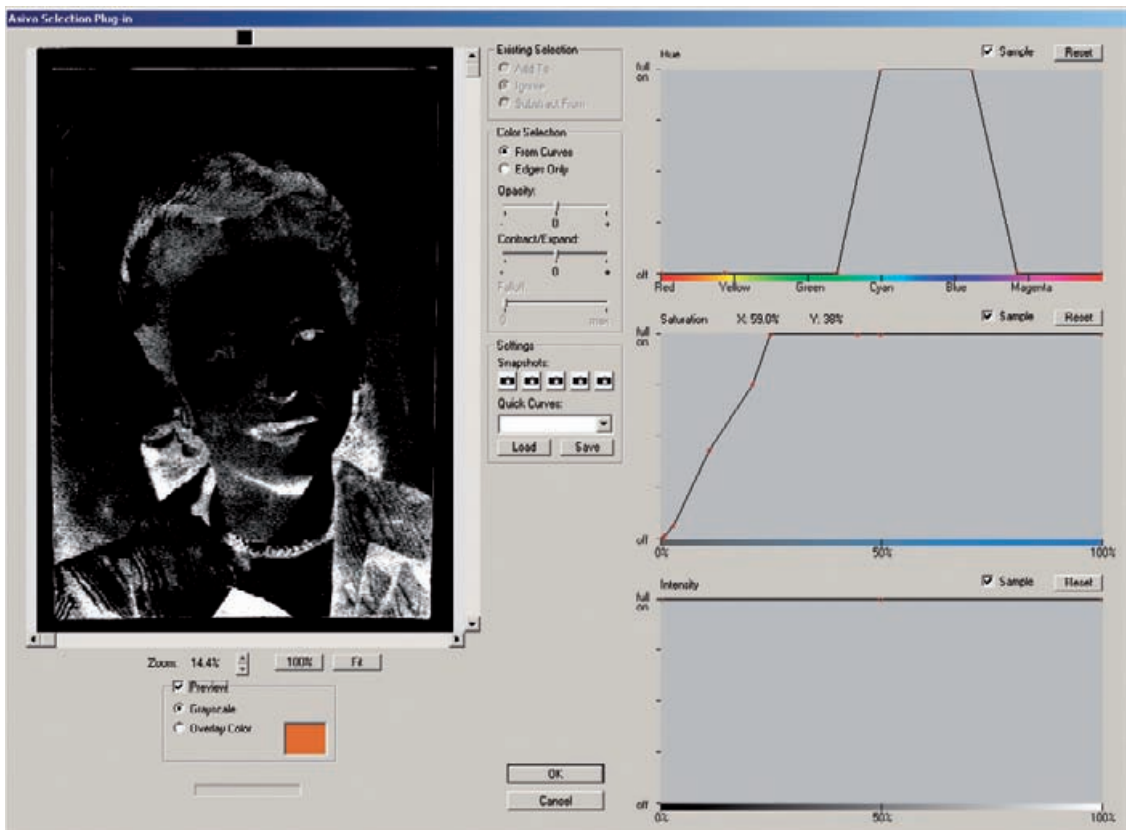 Asiva Selection Plug-in
Existing Selection
Add To
Ignore
Subtract From
Color Selection
From Curves
Edges Only
Opacity:
- 0 +
Contract/Expand:
- 0 +
Falloff
0 max
Settings
Snapshots:
Quick Curves:
Load Save
Zoom: 14.4% 100% Fit
Preview
Grayscale
Overlay Color
OK
Cancel
Hue Sample Reset
full
on
off
Red Yellow Green Cyan Blue Magenta
Saturation X: 59.0% Y: 38% Sample Reset
full
on
off
0% 50% 100%
Intensity Sample Reset
full
on
off
0% 50% 100%